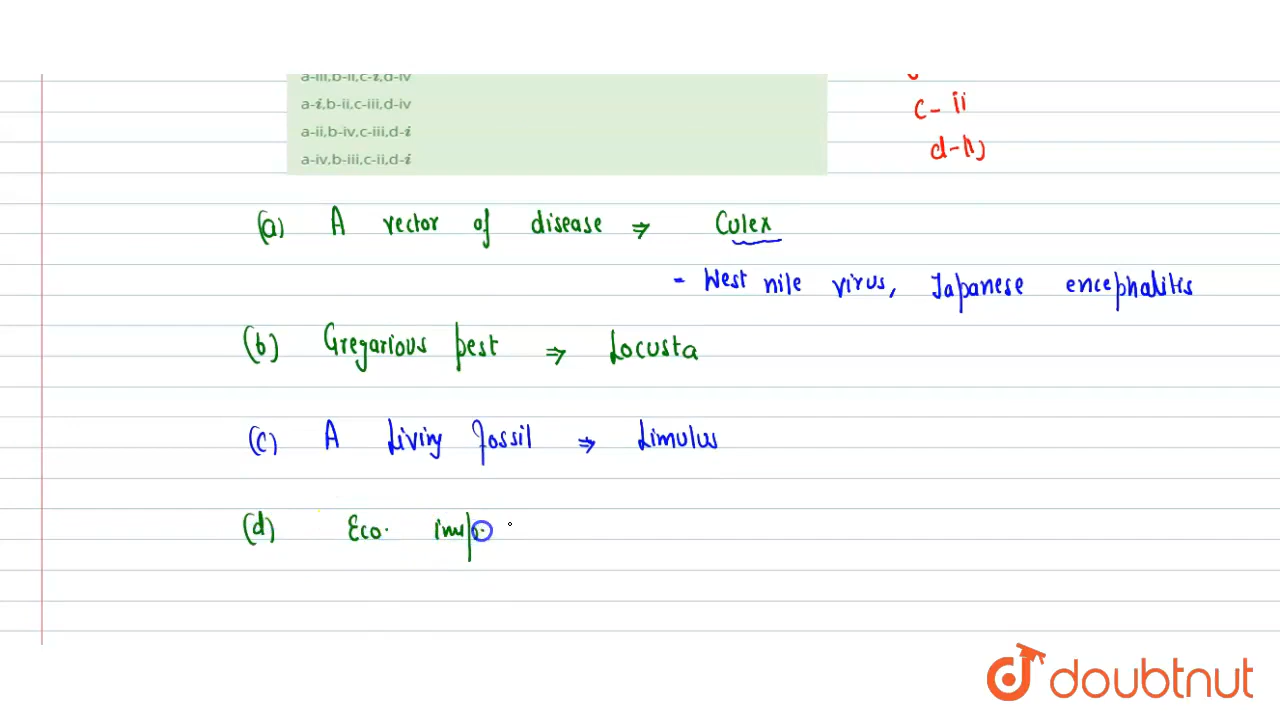 a-iii,b-ii,c-i,d-iv
a-i,b-ii,c-iii,d-iv
a-ii,b-iv,c-iii,d-i
a-iv,b-iii,c-ii,d-i
c- ii
(a) A vector of disease ⇒ Culex
- West nile virus, Japanese encephalitis
(b) Gregarious pest ⇒ Locusta
(c) A Living fossil ⇒ Limulus
(d) Eco. imp.
doubtnut